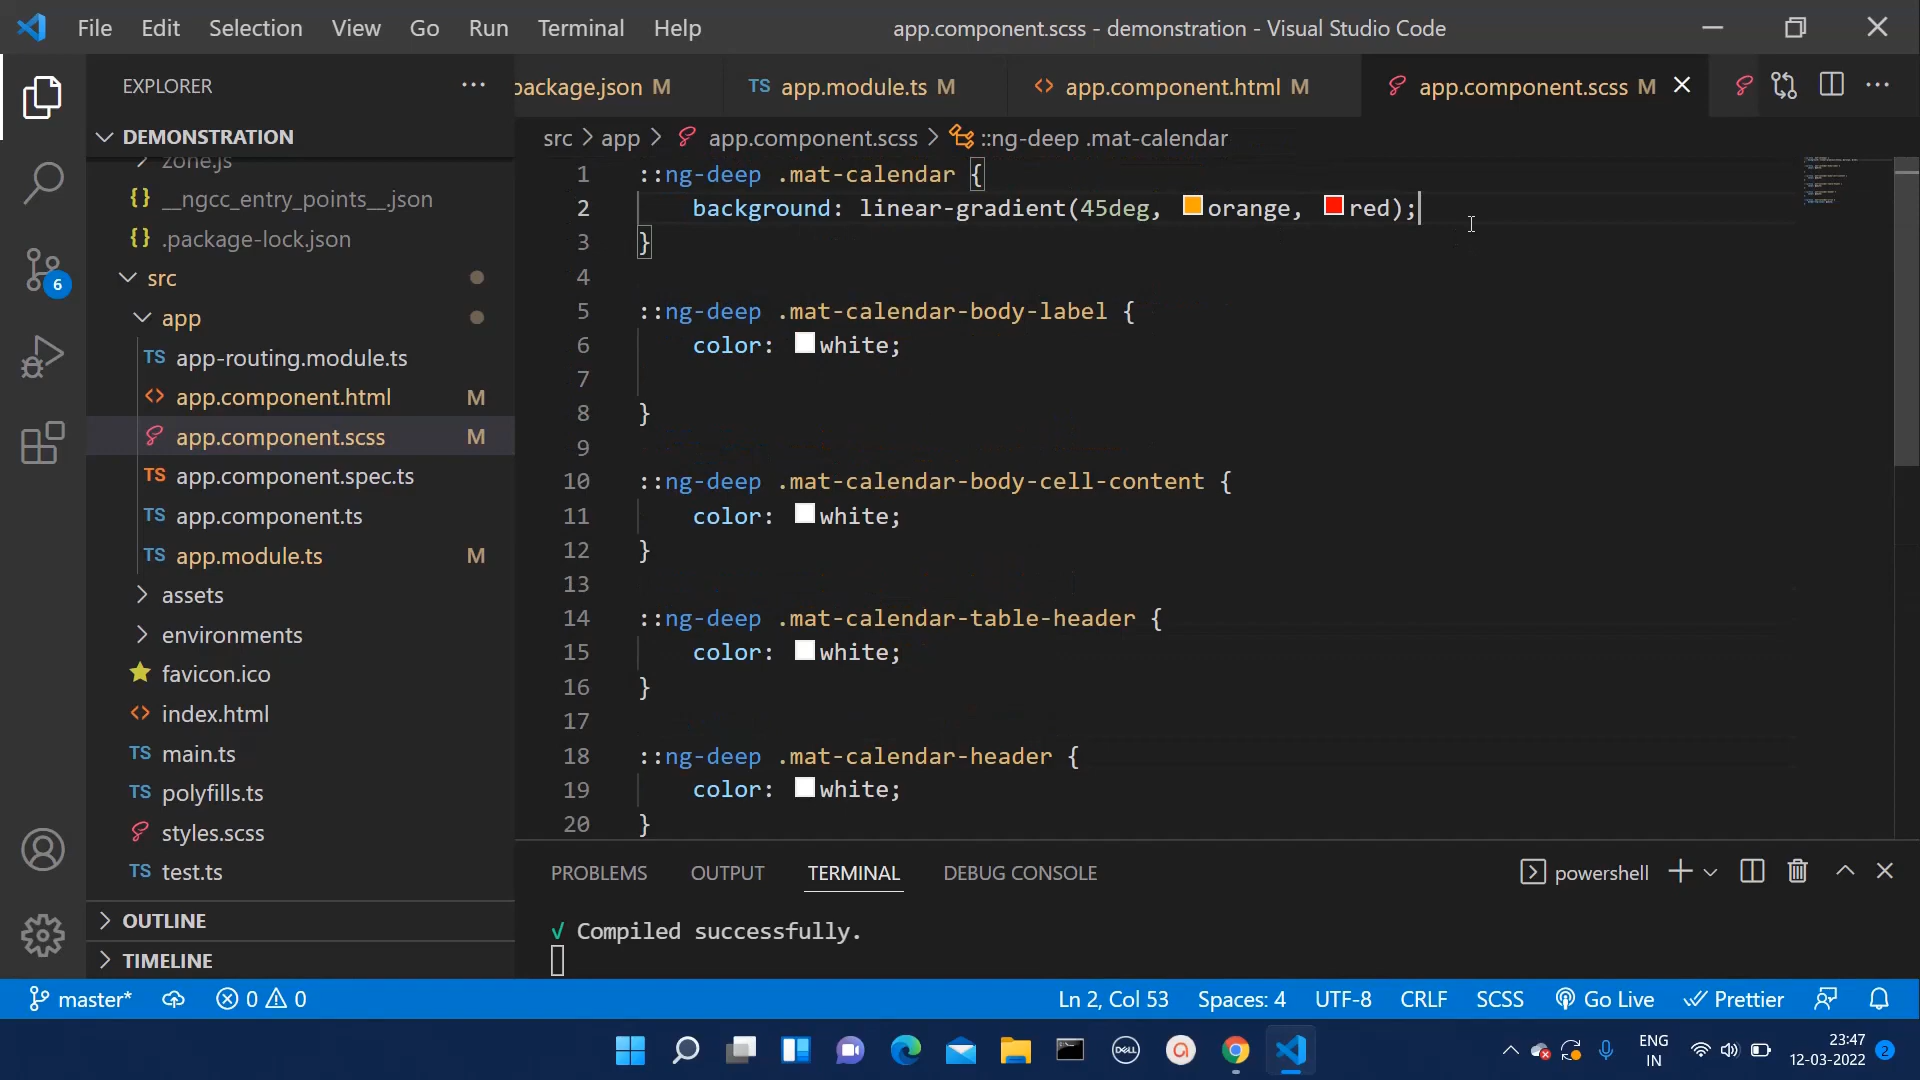 File Edit Selection View Go Run Terminal Help
app.component.scss - demonstration - Visual Studio Code
EXPLORER
package.json M
TS app.module.ts M
<> app.component.html M
app.component.scss M
DEMONSTRATION
src > app > app.component.scss > ::ng-deep .mat-calendar
zone.js
{} __ngcc_entry_points__.json
{} .package-lock.json
src
app
TS app-routing.module.ts
<> app.component.html M
app.component.scss M
TS app.component.spec.ts
TS app.component.ts
TS app.module.ts M
assets
environments
favicon.ico
<> index.html
TS main.ts
TS polyfills.ts
styles.scss
TS test.ts
OUTLINE
TIMELINE
6
1 ::ng-deep .mat-calendar {
2 background: linear-gradient(45deg, orange, red);
3 }
4
5 ::ng-deep .mat-calendar-body-label {
6 color: white;
7
8 }
9
10 ::ng-deep .mat-calendar-body-cell-content {
11 color: white;
12 }
13
14 ::ng-deep .mat-calendar-table-header {
15 color: white;
16 }
17
18 ::ng-deep .mat-calendar-header {
19 color: white;
20 }
PROBLEMS OUTPUT TERMINAL DEBUG CONSOLE
powershell
√ Compiled successfully.
master* 0 0
Ln 2, Col 53 Spaces: 4 UTF-8 CRLF SCSS Go Live Prettier
DELL
ENG
IN
23:47
12-03-2022
2